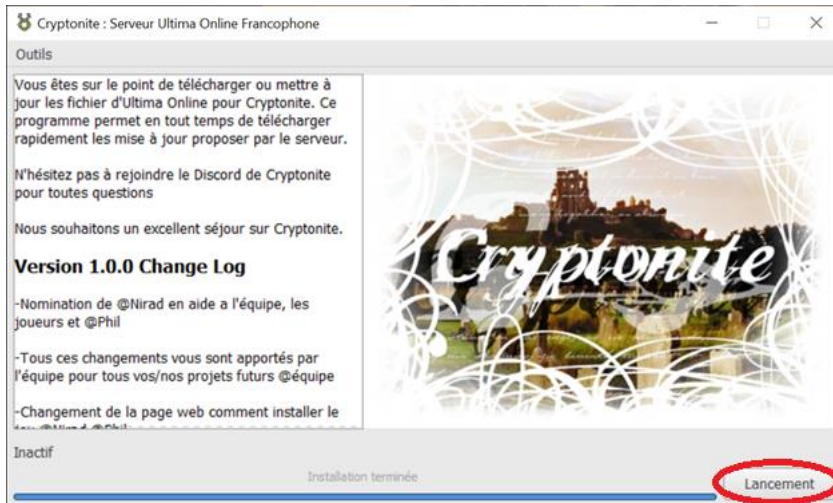 Cryptonite : Serveur Ultima Online Francophone
Outils
Vous êtes sur le point de télécharger ou mettre à
jour les fichier d'Ultima Online pour Cryptonite. Ce
programme permet en tout temps de télécharger
rapidement les mise à jour proposer par le serveur.
N'hésitez pas à rejoindre le Discord de Cryptonite
pour toutes questions
Nous souhaitons un excellent séjour sur Cryptonite.
Version 1.0.0 Change Log
-Nomination de @Nirad en aide a l'équipe, les
joueurs et @Phil
-Tous ces changements vous sont apportés par
l'équipe pour tous vos/nos projets futurs @équipe
-Changement de la page web comment installer le
jeu @Nirad @Phil
Cryptonite
Inactif
Installation terminée
Lancement